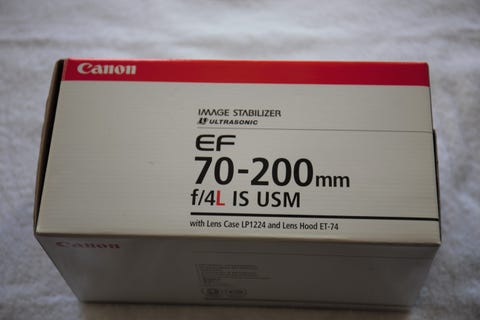 Canon
IMAGE STABILIZER
ULTRASONIC
EF
70-200mm
f/4L IS USM
with Lens Case LP1224 and Lens Hood ET-74
Canon